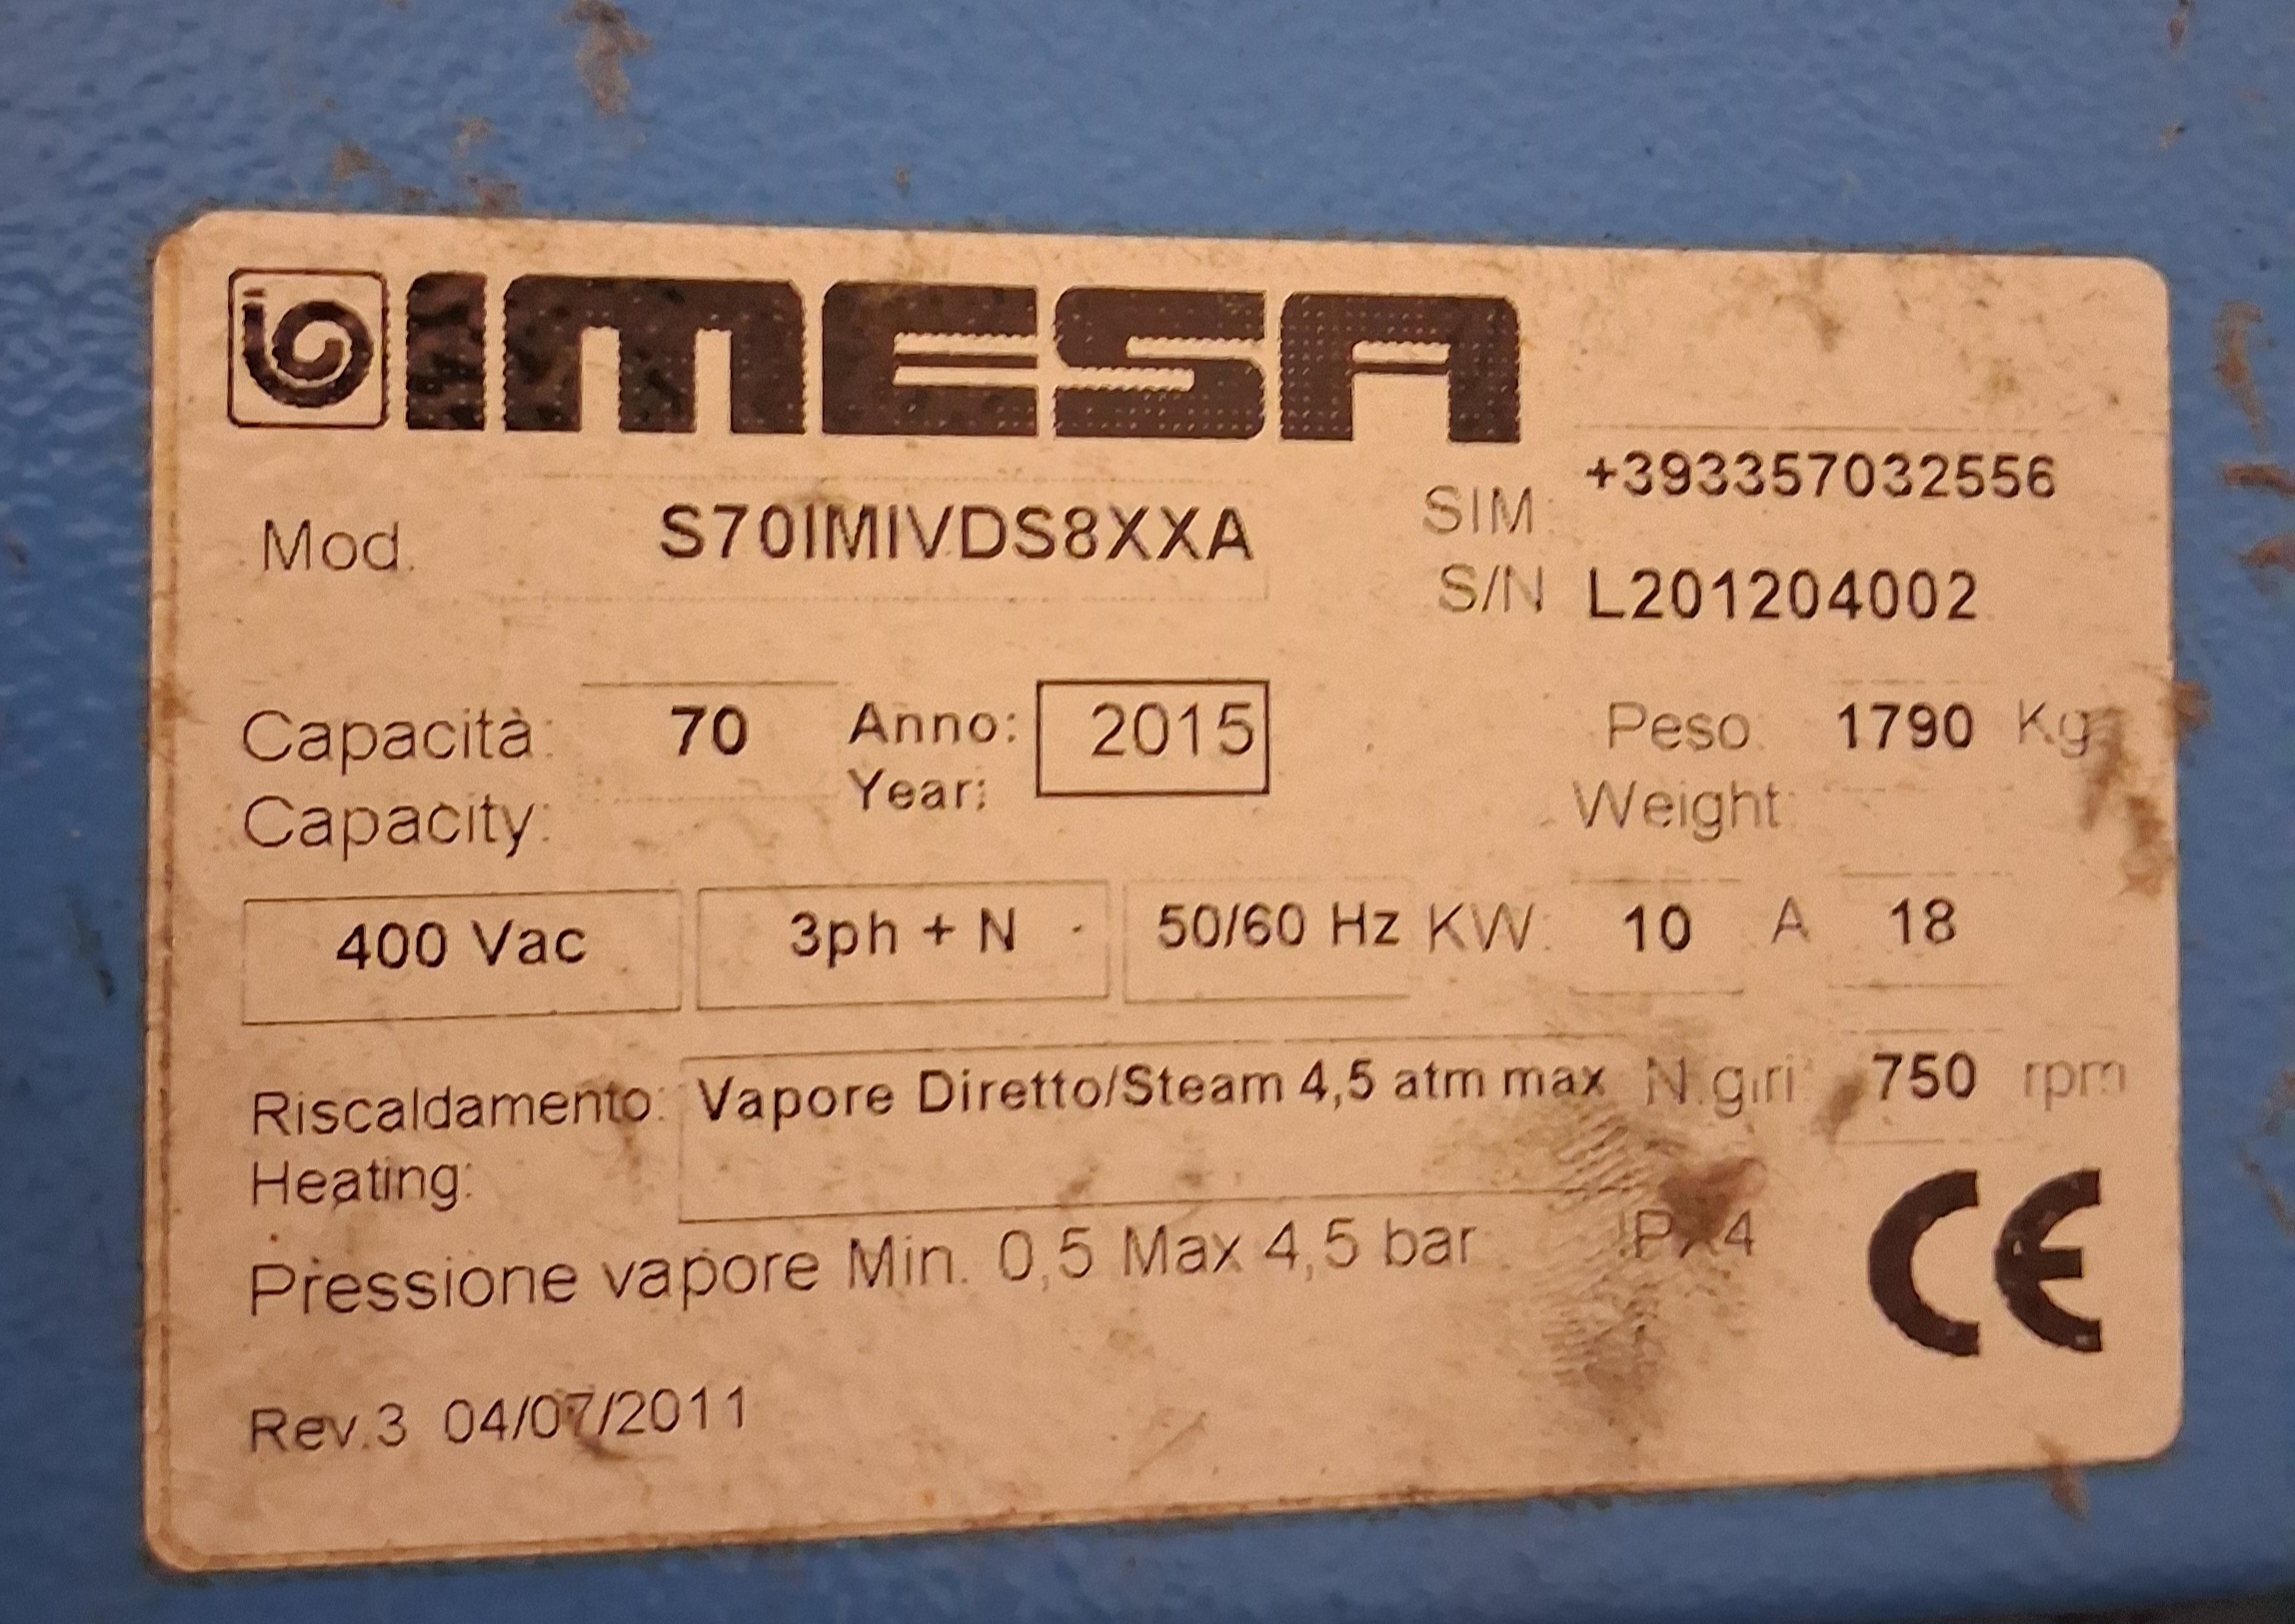 IMESA
Mod. S70IMIVDS8XXA
SIM: +393357032556
S/N L201204002
Capacità: 70 Anno: 2015 Peso: 1790 Kg
Capacity: Year: Weight:
400 Vac 3ph + N 50/60 Hz KW: 10 A 18
Riscaldamento: Vapore Diretto/Steam 4,5 atm max N.giri: 750 rpm
Heating:
Pressione vapore Min. 0,5 Max 4,5 bar IPX4
CE
Rev.3 04/07/2011